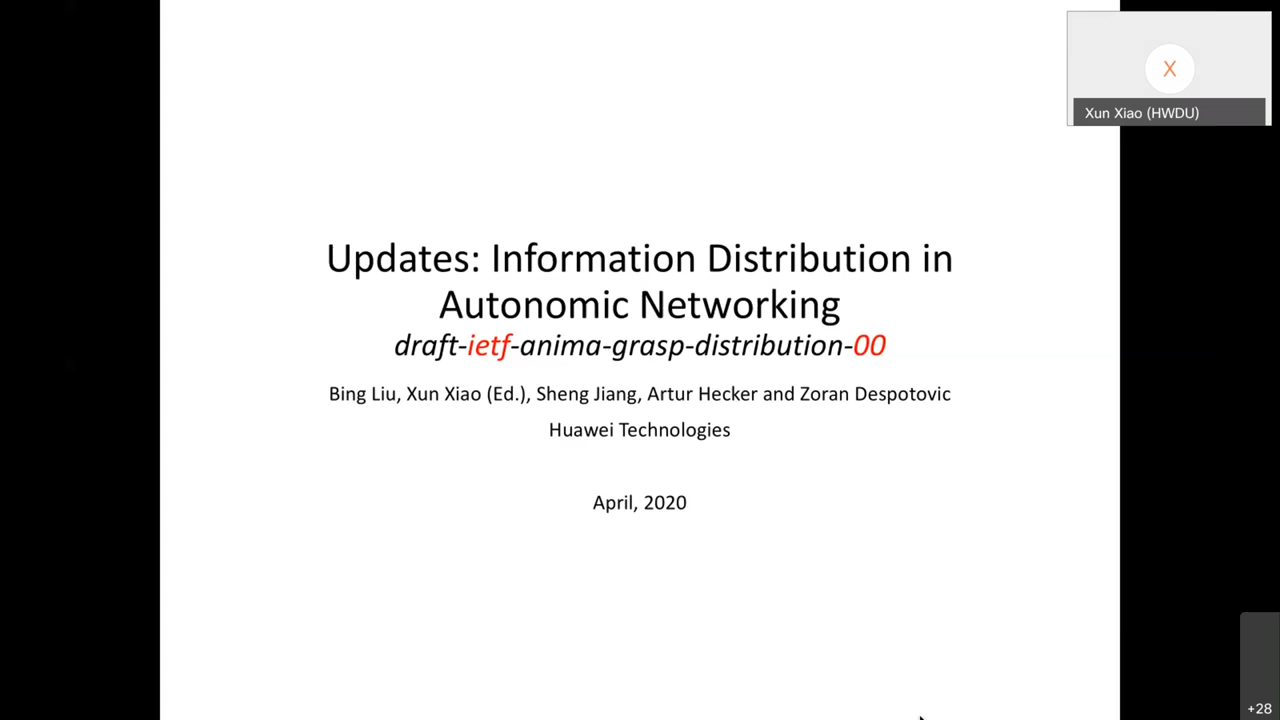 X
Xun Xiao (HWDU)
Updates: Information Distribution in
Autonomic Networking
draft-ietf-anima-grasp-distribution-00
Bing Liu, Xun Xiao (Ed.), Sheng Jiang, Artur Hecker and Zoran Despotovic
Huawei Technologies
April, 2020
+28